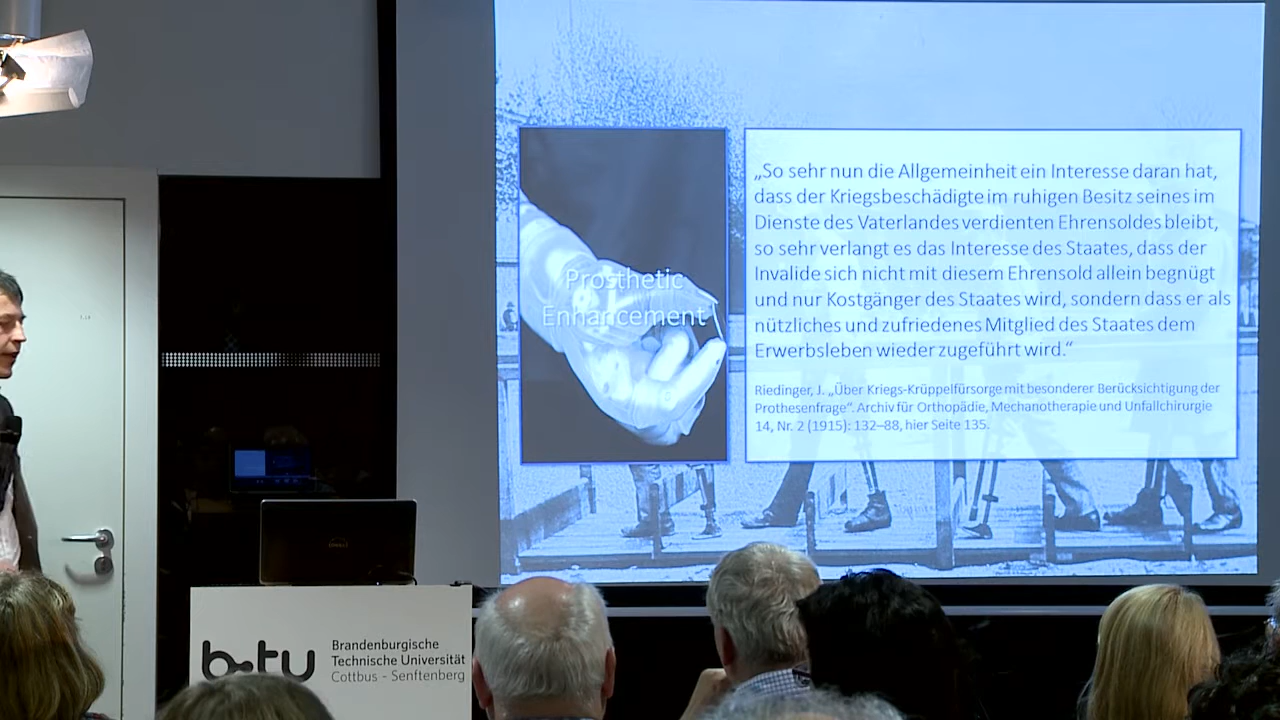 „So sehr nun die Allgemeinheit ein Interesse daran hat,
dass der Kriegsbeschädigte im ruhigen Besitz seines im
Dienste des Vaterlandes verdienten Ehrensoldes bleibt,
so sehr verlangt es das Interesse des Staates, dass der
Invalide sich nicht mit diesem Ehrensold allein begnügt
und nur Kostgänger des Staates wird, sondern dass er als
nützliches und zufriedenes Mitglied des Staates dem
Erwerbsleben wieder zugeführt wird.“
Riedinger, J. „Über Kriegs-Krüppelfürsorge mit besonderer Berücksichtigung der
Prothesenfrage“. Archiv für Orthopädie, Mechanotherapie und Unfallchirurgie
14, Nr. 2 (1915): 132–88, hier Seite 135.
Prosthetic
Enhancement
b-tu
Brandenburgische
Technische Universität
Cottbus - Senftenberg